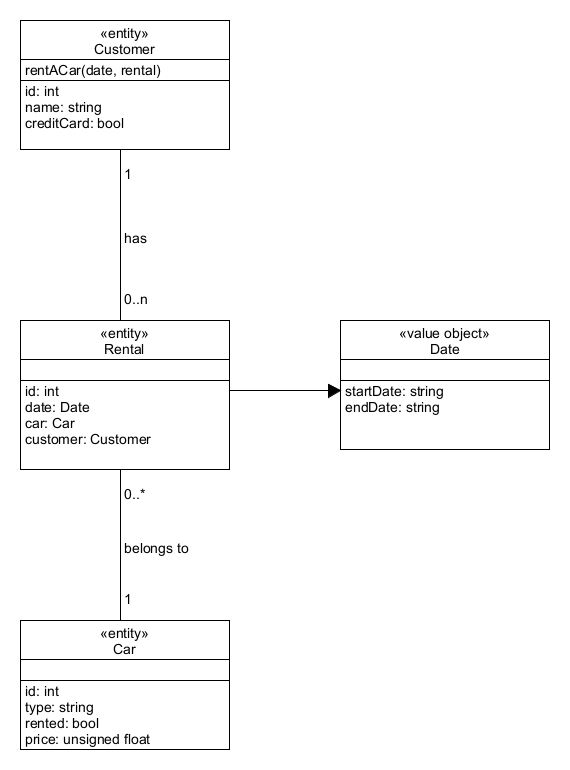 «entity»
Customer
rentACar(date, rental)
id: int
name: string
creditCard: bool
1
has
0..n
«entity»
Rental
id: int
date: Date
car: Car
customer: Customer
«value object»
Date
startDate: string
endDate: string
0..*
belongs to
1
«entity»
Car
id: int
type: string
rented: bool
price: unsigned float